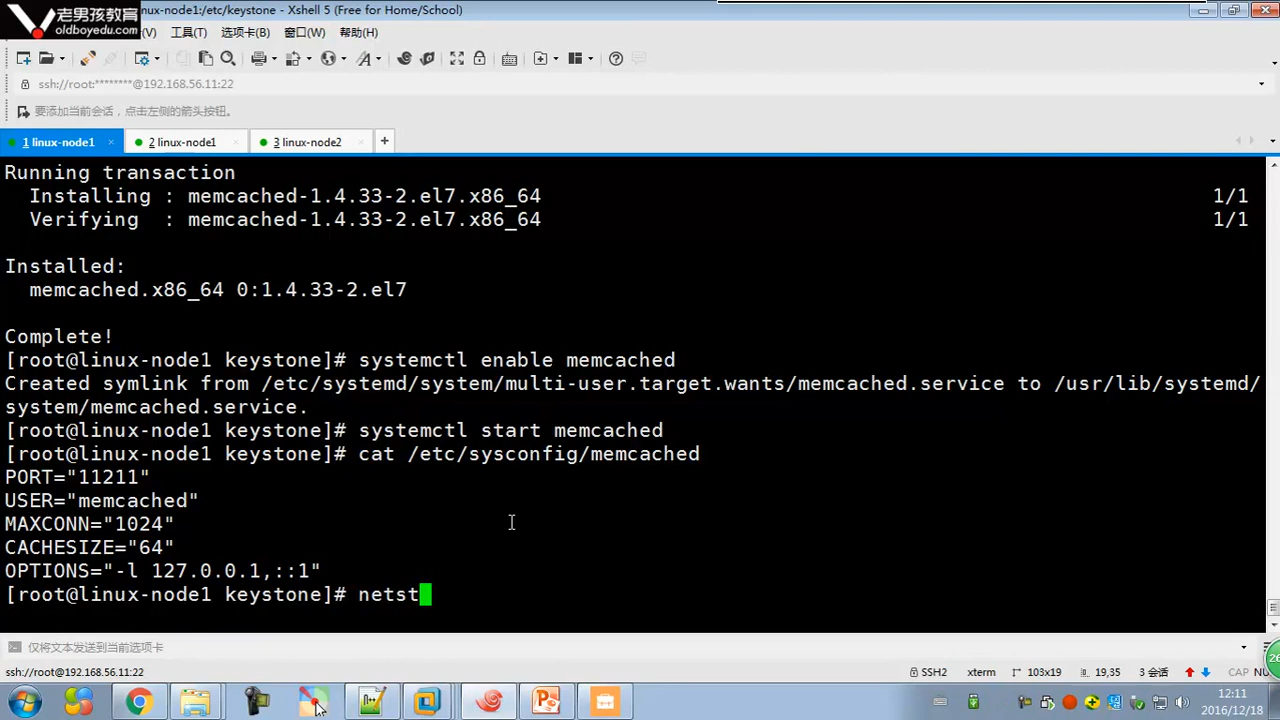 老男孩教育
oldboyedu.com
nux-node1:/etc/keystone - Xshell 5 (Free for Home/School)
(V) 工具(T) 选项卡(B) 窗口(W) 帮助(H)
ssh://root:********@192.168.56.11:22
要添加当前会话，点击左侧的箭头按钮。
1 linux-node1 × 2 linux-node1 × 3 linux-node2 × +
Running transaction
Installing : memcached-1.4.33-2.el7.x86_64 1/1
Verifying : memcached-1.4.33-2.el7.x86_64 1/1
Installed:
memcached.x86_64 0:1.4.33-2.el7
Complete!
[root@linux-node1 keystone]# systemctl enable memcached
Created symlink from /etc/systemd/system/multi-user.target.wants/memcached.service to /usr/lib/systemd/
system/memcached.service.
[root@linux-node1 keystone]# systemctl start memcached
[root@linux-node1 keystone]# cat /etc/sysconfig/memcached
PORT="11211"
USER="memcached"
MAXCONN="1024"
CACHESIZE="64"
OPTIONS="-l 127.0.0.1,::1"
[root@linux-node1 keystone]# netst
仅将文本发送到当前选项卡
ssh://root@192.168.56.11:22 SSH2 xterm 103x19 19,35 3 会话 CAP NU
26
12:11
2016/12/18